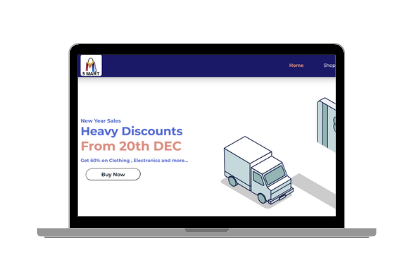 S MART
Home
Shop
New Year Sales
Heavy Discounts
From 20th DEC
Get 60% on Clothing , Electronics and more...
Buy Now